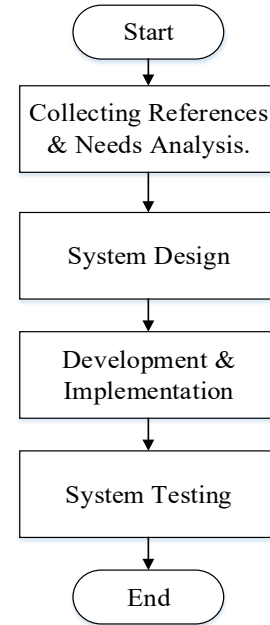 Start
Collecting References
& Needs Analysis.
System Design
Development &
Implementation
System Testing
End